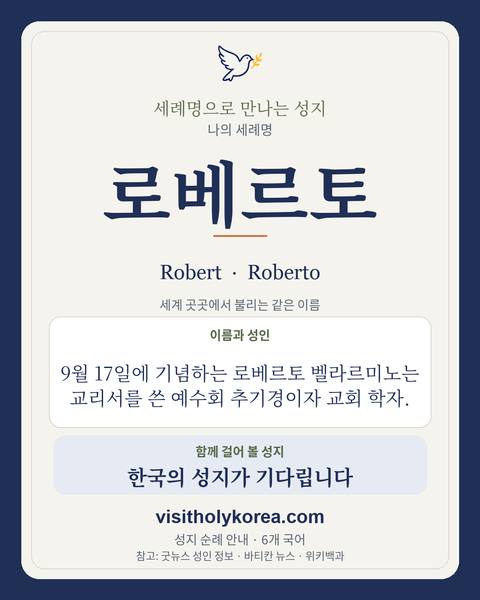 세례명으로 만나는 성지
나의 세례명
로베르토
Robert · Roberto
세계 곳곳에서 불리는 같은 이름
이름과 성인
9월 17일에 기념하는 로베르토 벨라르미노는
교리서를 쓴 예수회 추기경이자 교회 학자.
함께 걸어 볼 성지
한국의 성지가 기다립니다
visitholykorea.com
성지 순례 안내 · 6개 국어
참고: 굿뉴스 성인 정보 · 바티칸 뉴스 · 위키백과